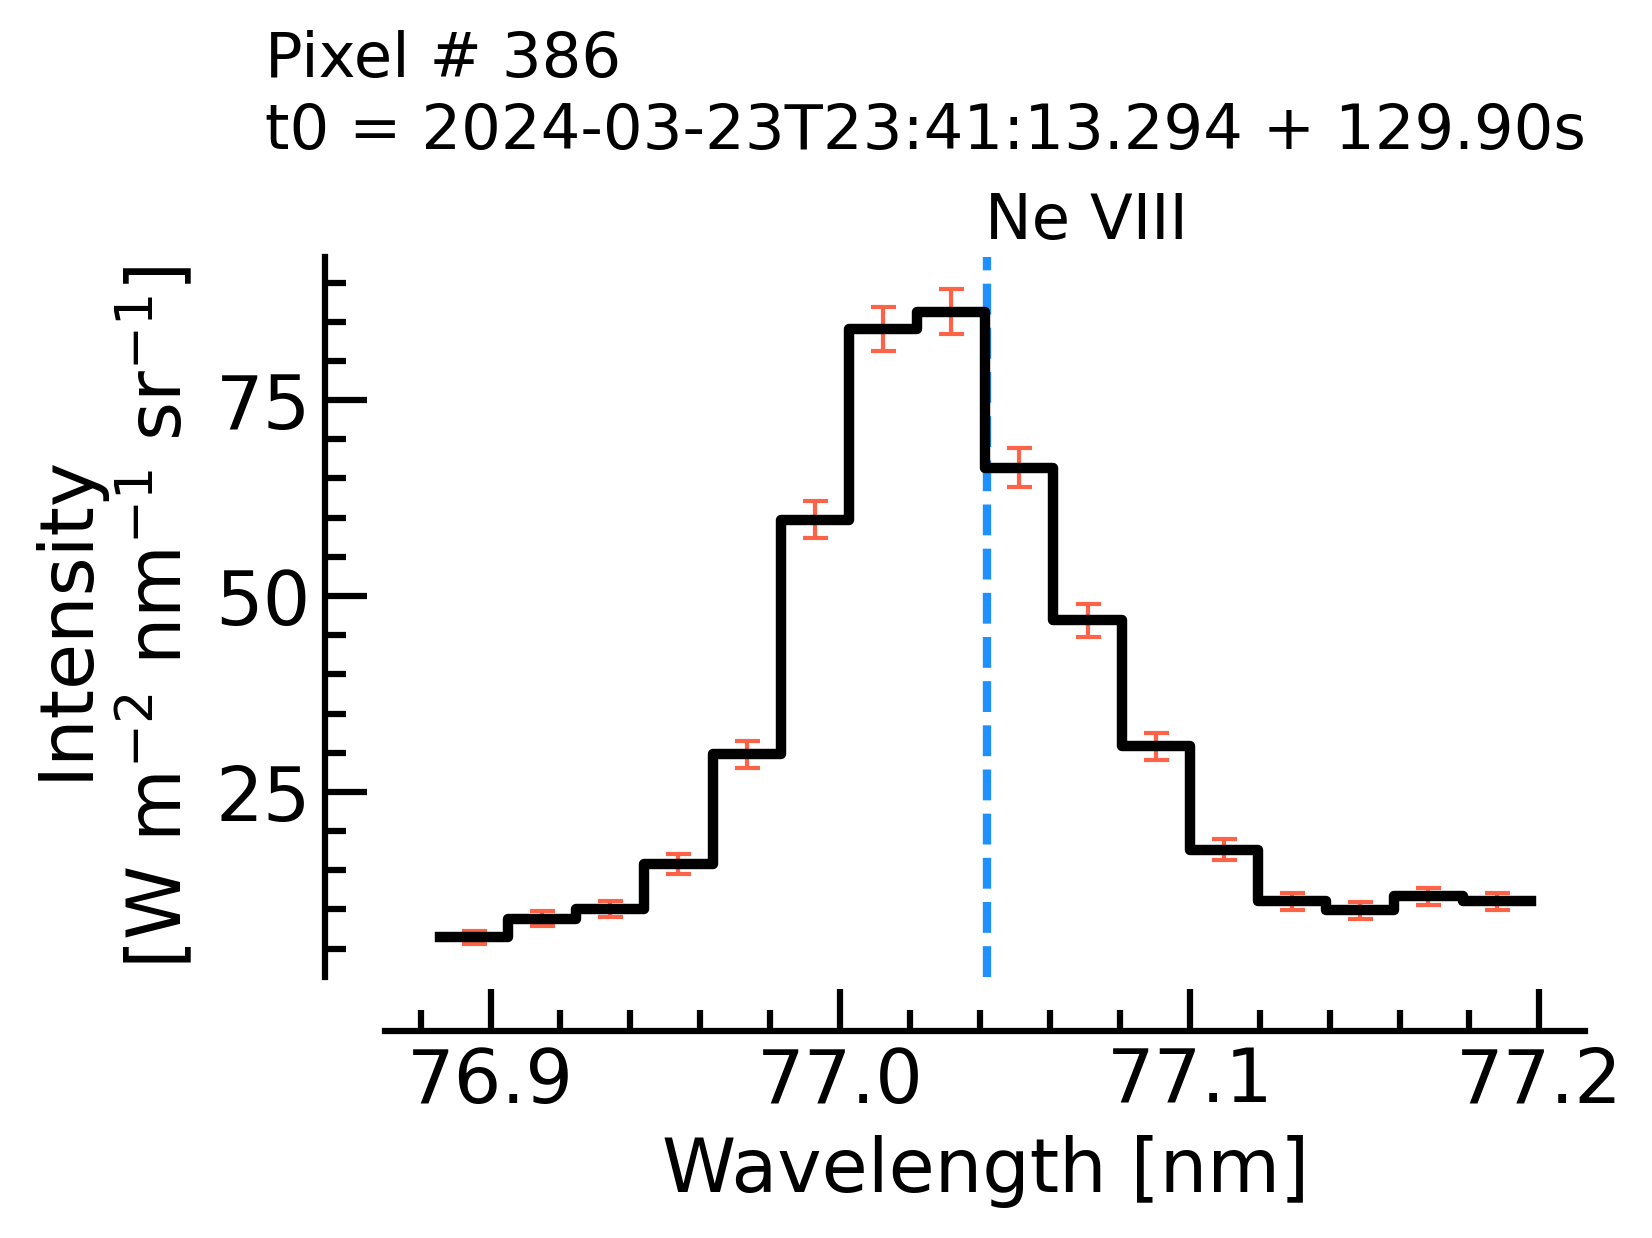 Pixel # 386
t0 = 2024-03-23T23:41:13.294 + 129.90s
Ne VIII
Intensity
[W m⁻² nm⁻¹ sr⁻¹]
75
50
25
76.9 77.0 77.1 77.2
Wavelength [nm]